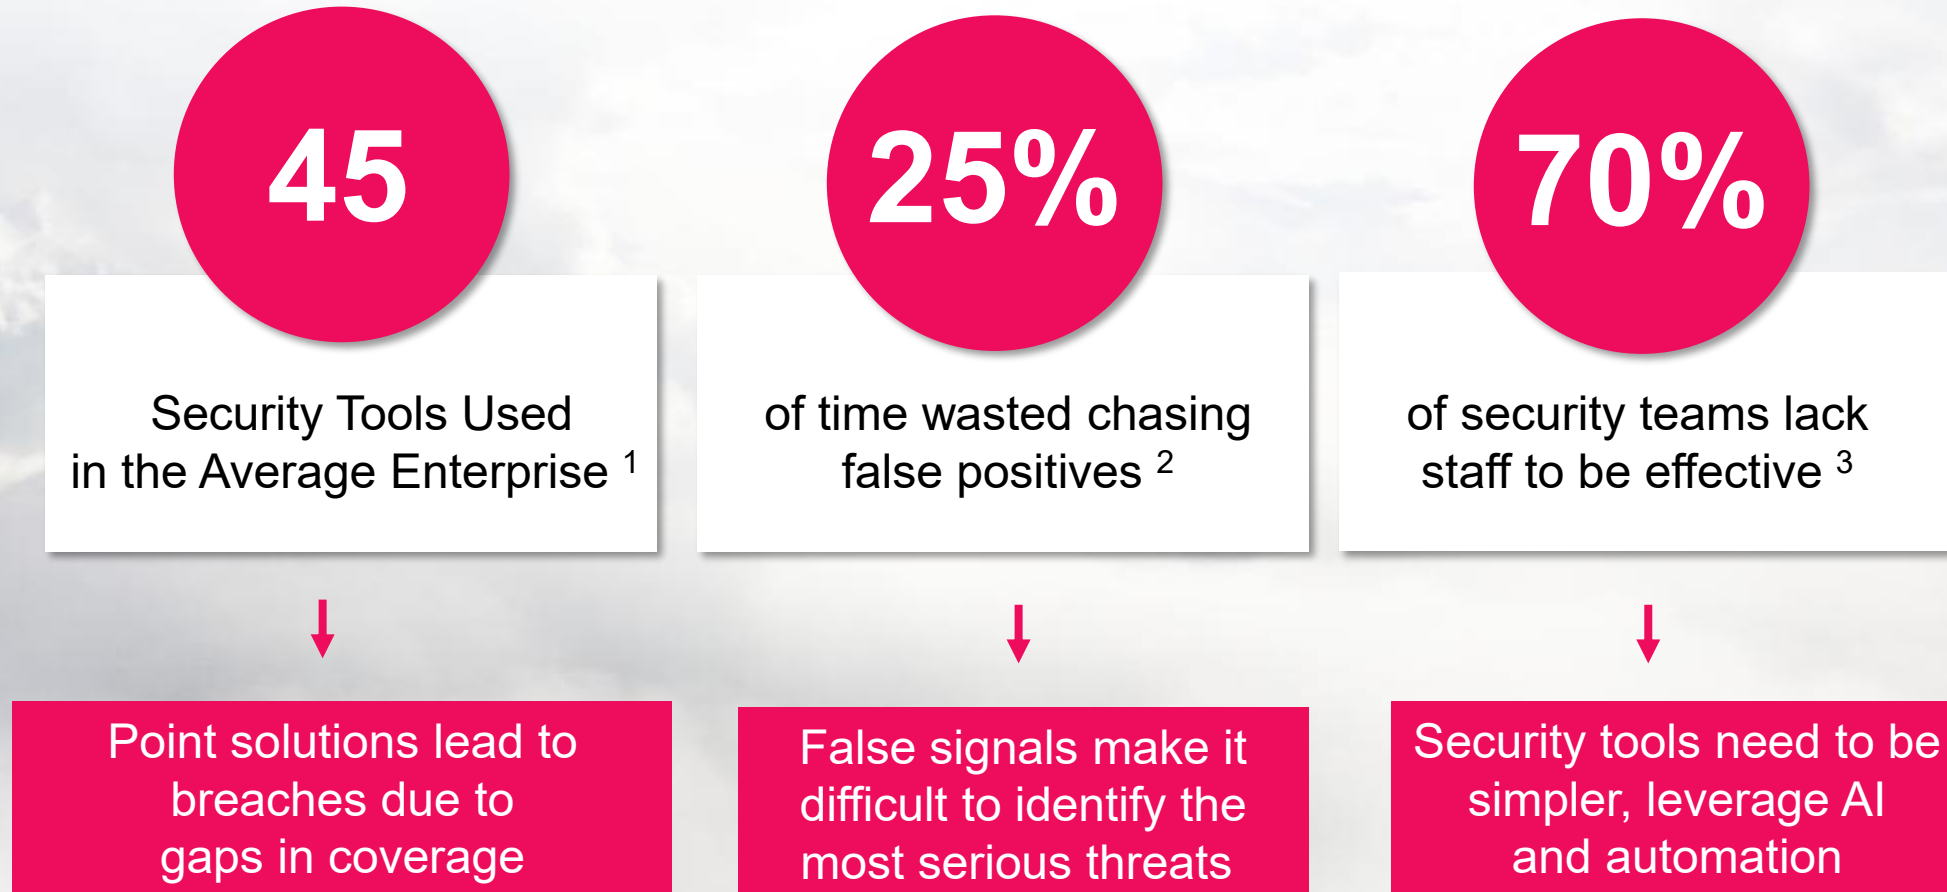 45
Security Tools Used
in the Average Enterprise 1
Point solutions lead to
breaches due to
gaps in coverage
25%
of time wasted chasing
false positives 2
False signals make it
difficult to identify the
most serious threats
70%
of security teams lack
staff to be effective 3
Security tools need to be
simpler, leverage AI
and automation